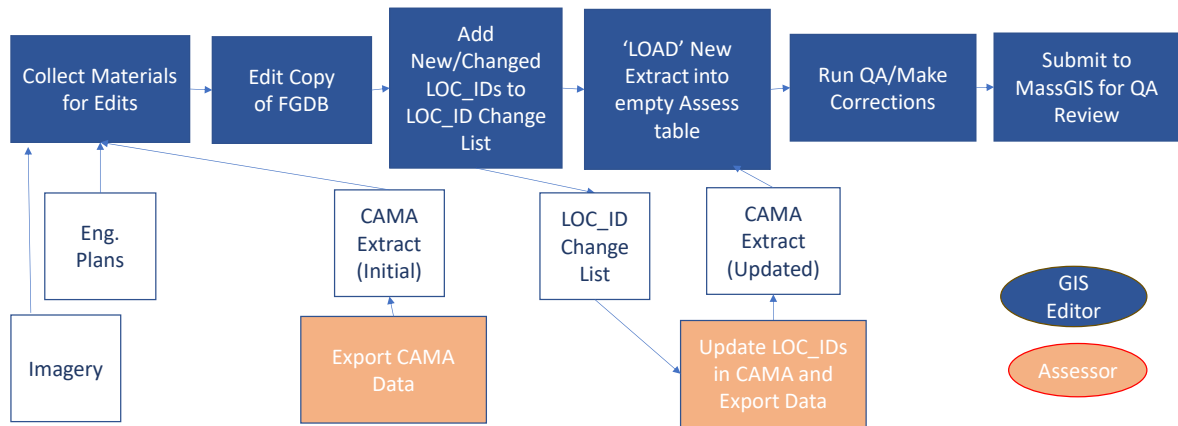 Collect Materials
for Edits
Edit Copy
of FGDB
Add
New/Changed
LOC_IDs to
LOC_ID Change
List
‘LOAD’ New
Extract into
empty Assess
table
Run QA/Make
Corrections
Submit to
MassGIS for QA
Review
Eng.
Plans
CAMA
Extract
(Initial)
LOC_ID
Change
List
CAMA
Extract
(Updated)
Imagery
Export CAMA
Data
Update LOC_IDs
in CAMA and
Export Data
GIS
Editor
Assessor